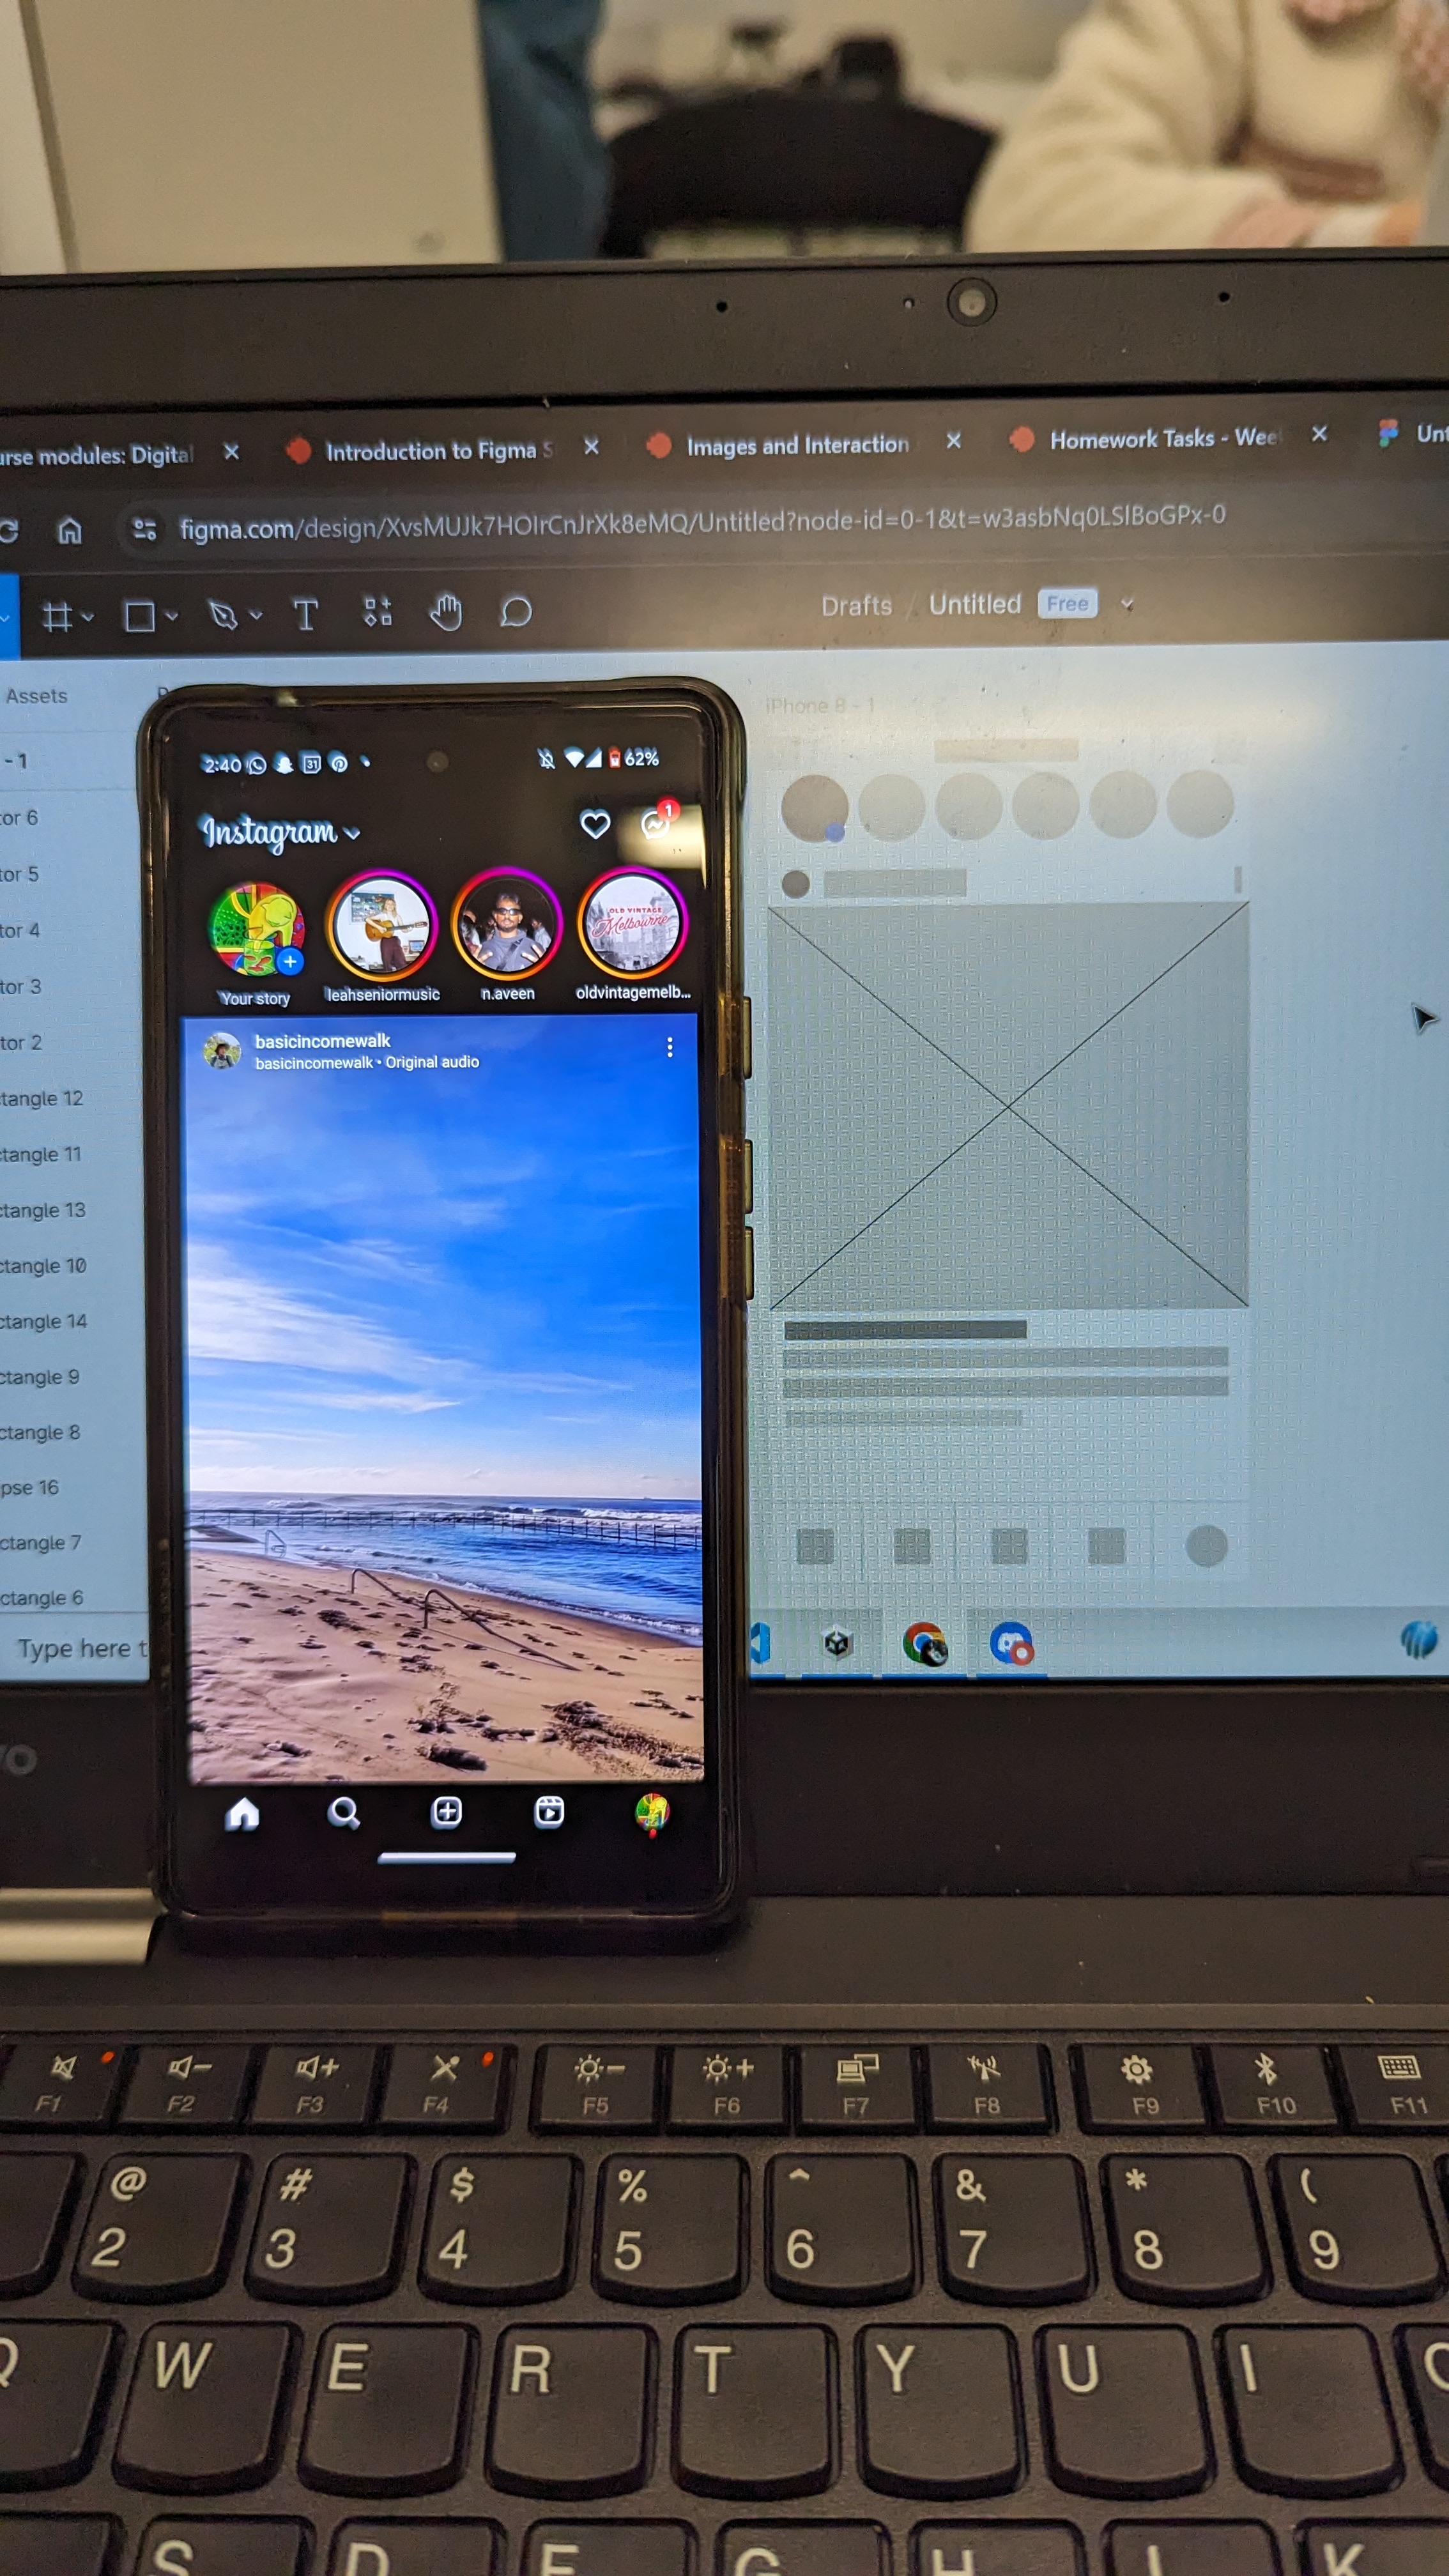 urse modules: Digital
Introduction to Figma S
Images and Interaction
Homework Tasks - Wee
Unt
figma.com/design/XvsMUJk7HOIrCnJrXk8eMQ/Untitled?node-id=0-1&t=w3asbNq0LSlBoGPx-0
T
Drafts / Untitled Free
Assets
iPhone 8 - 1
- 1
tor 6
tor 5
tor 4
tor 3
tor 2
ctangle 12
ctangle 11
ctangle 13
ctangle 10
ctangle 14
ctangle 9
ctangle 8
pse 16
ctangle 7
ctangle 6
Type here t
2:40 31 62%
Instagram 1
OLD VINTAGE
Melbourne
Your story leahseniormusic n.aveen oldvintagemelb...
basicincomewalk
basicincomewalk • Original audio
vo
F1 F2 F3 F4 F5 F6 F7 F8 F9 F10 F11
@ # $ % ^ & * (
2 3 4 5 6 7 8 9
Q W E R T Y U I O
S D F G H J K